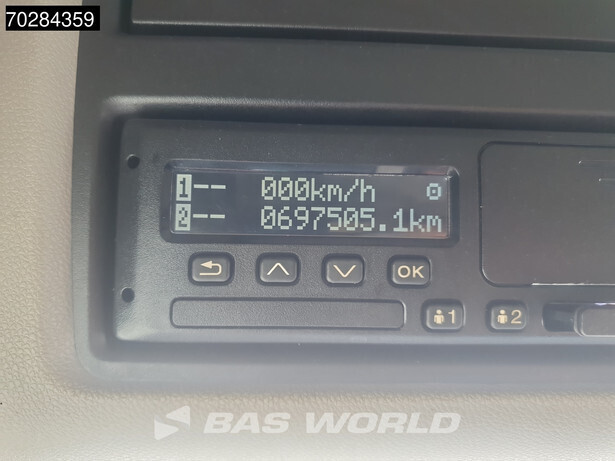 70284359
1-- 000km/h
2-- 0697505.1km
OK
1 2
BAS WORLD